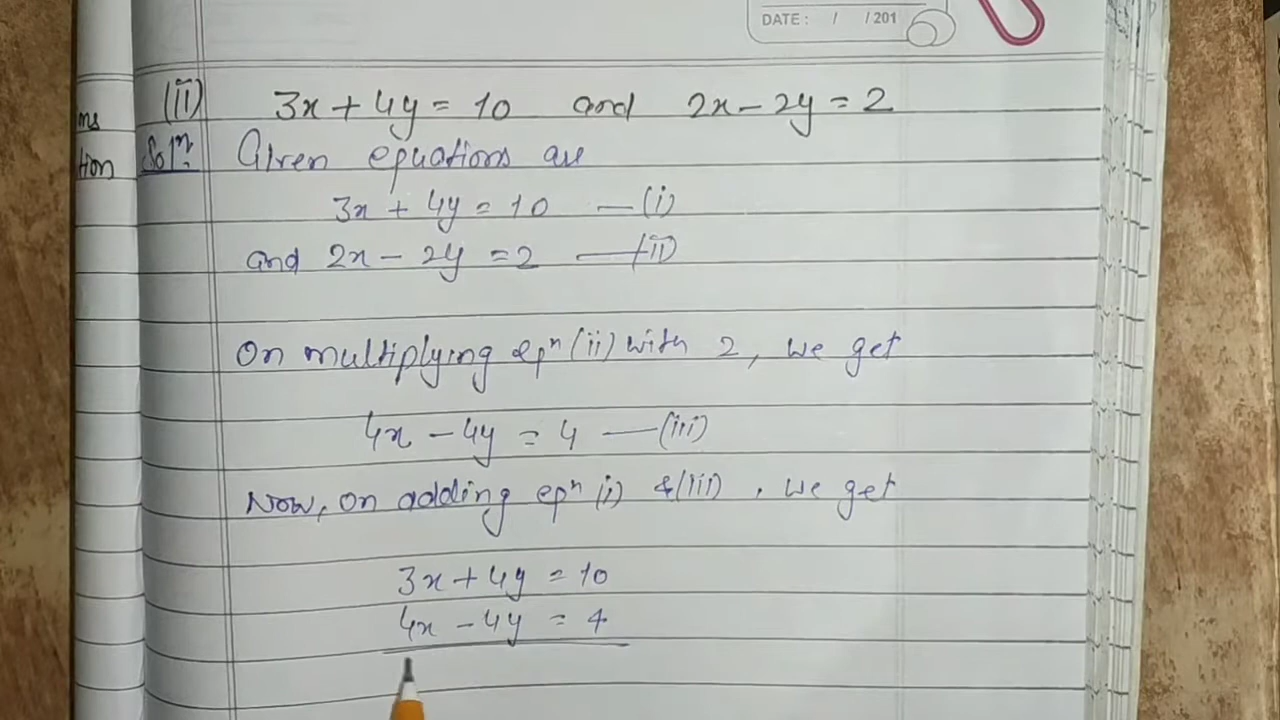 DATE: / /201
(ii) 3x + 4y = 10 and 2x - 2y = 2
ms
Solⁿ: Given equations are
tion
3x + 4y = 10 —(i)
and 2x - 2y = 2 —(ii)
On multiplying eqⁿ (ii) with 2, we get
4x - 4y = 4 —(iii)
Now, on adding eqⁿ (i) & (iii), we get
3x + 4y = 10
4x - 4y = 4